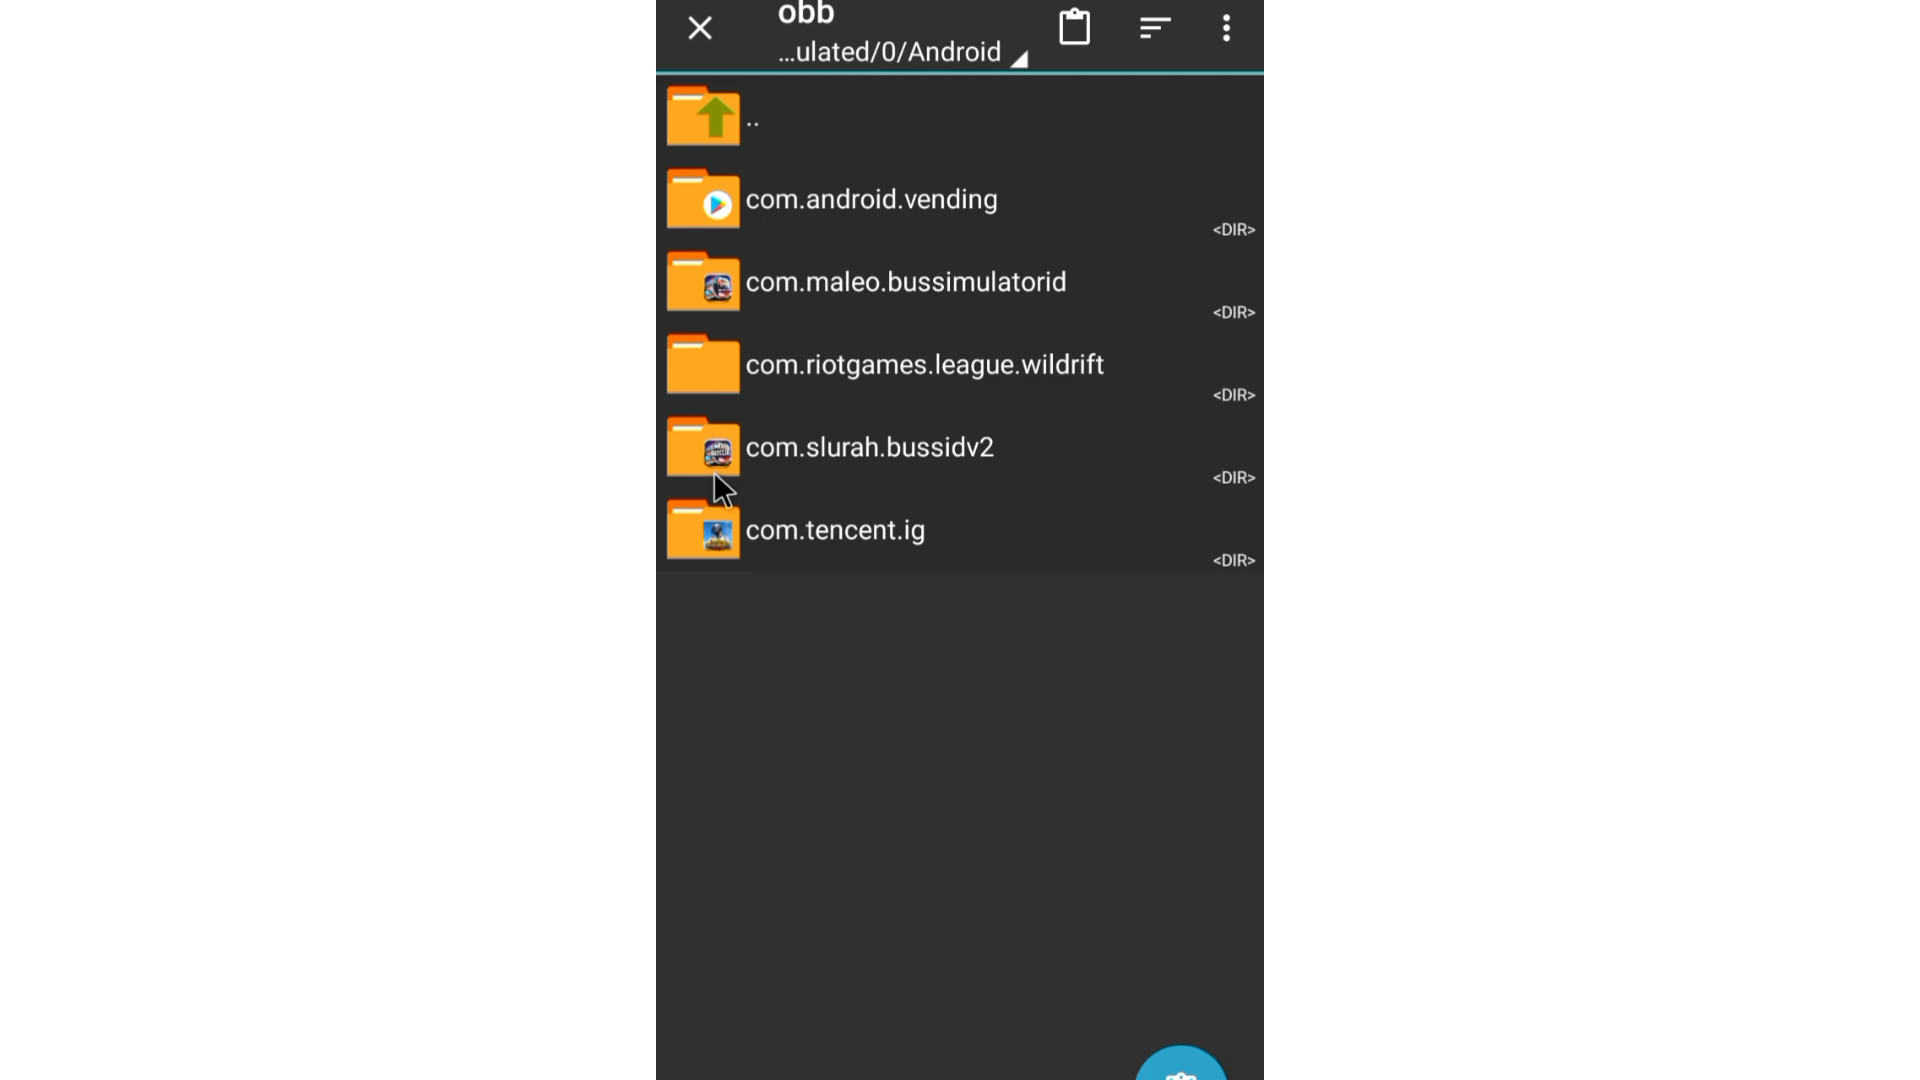 obb
...ulated/0/Android
..
com.android.vending
<DIR>
com.maleo.bussimulatorid
<DIR>
com.riotgames.league.wildrift
<DIR>
com.slurah.bussidv2
<DIR>
com.tencent.ig
<DIR>